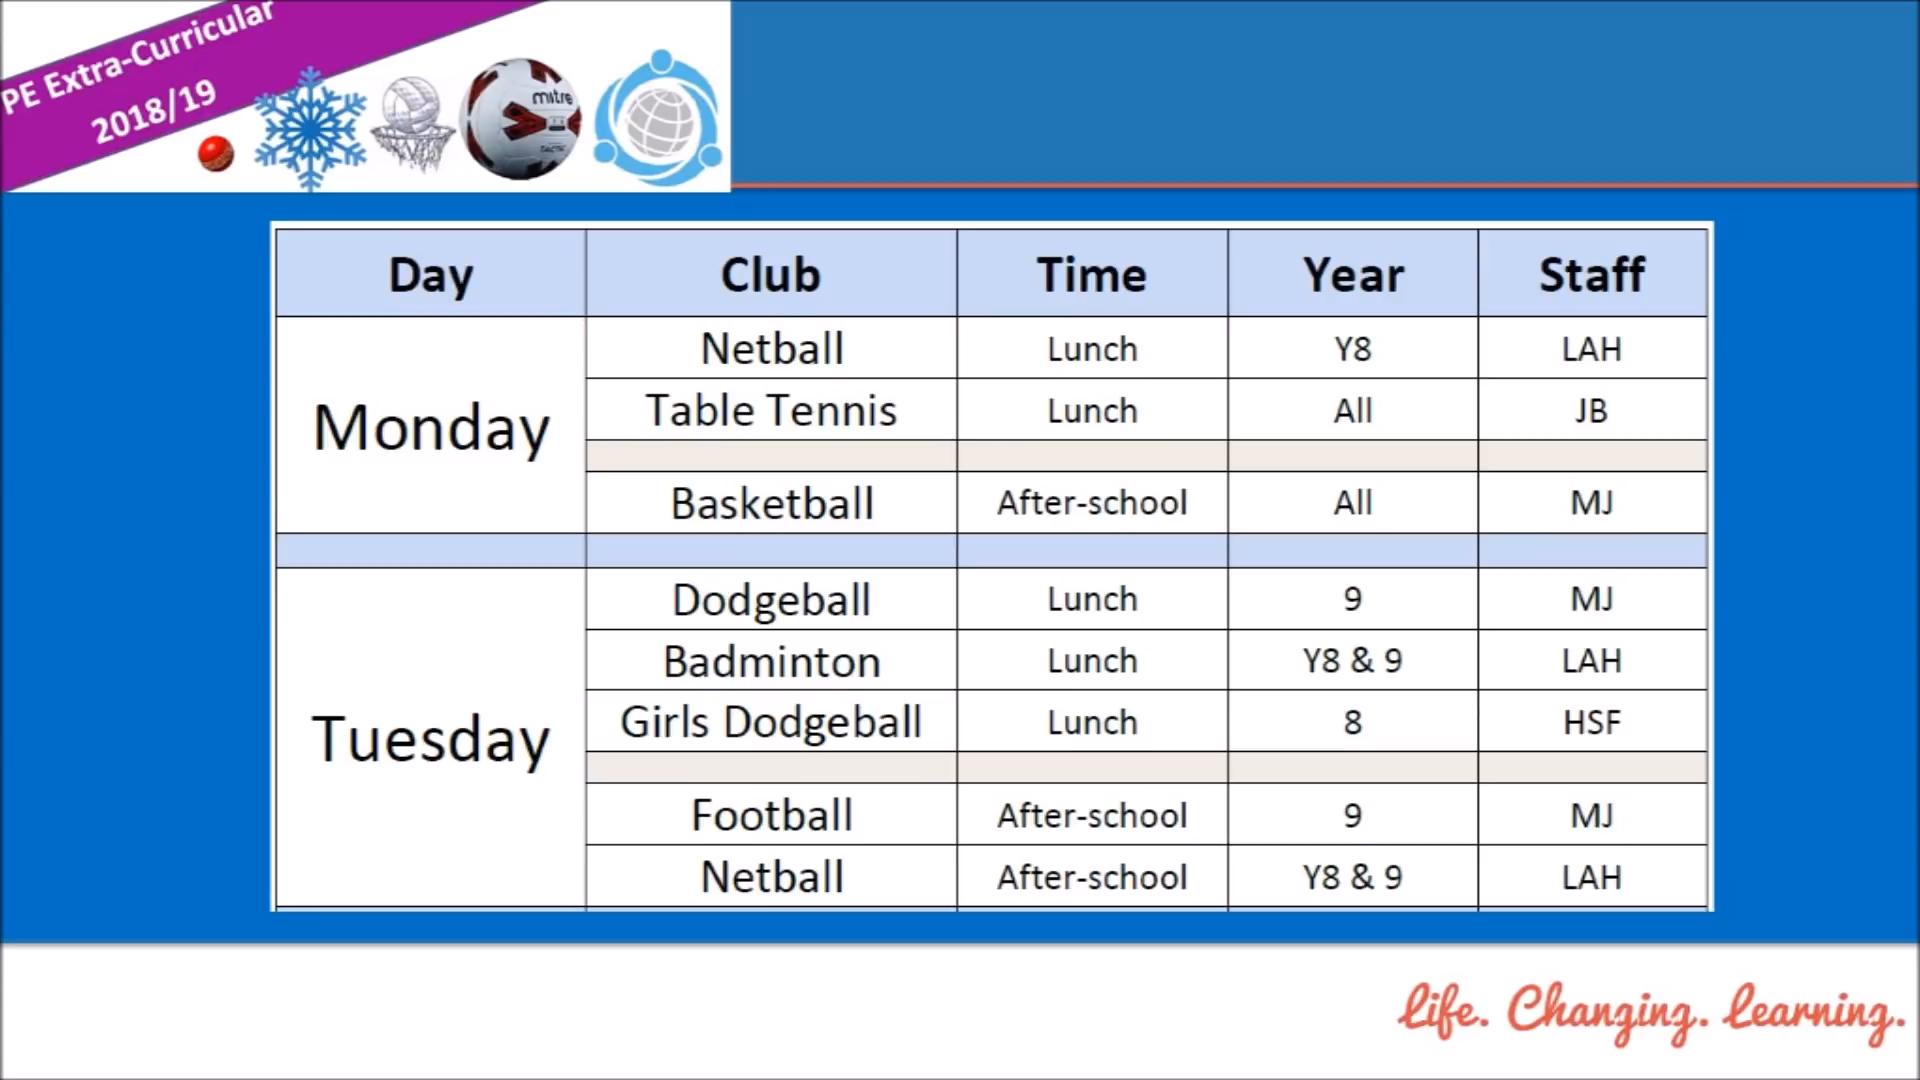 PE Extra-Curricular
2018/19
mitre
Day Club Time Year Staff
Monday
Netball Lunch Y8 LAH
Table Tennis Lunch All JB
Basketball After-school All MJ
Tuesday
Dodgeball Lunch 9 MJ
Badminton Lunch Y8 & 9 LAH
Girls Dodgeball Lunch 8 HSF
Football After-school 9 MJ
Netball After-school Y8 & 9 LAH
Life. Changing. Learning.